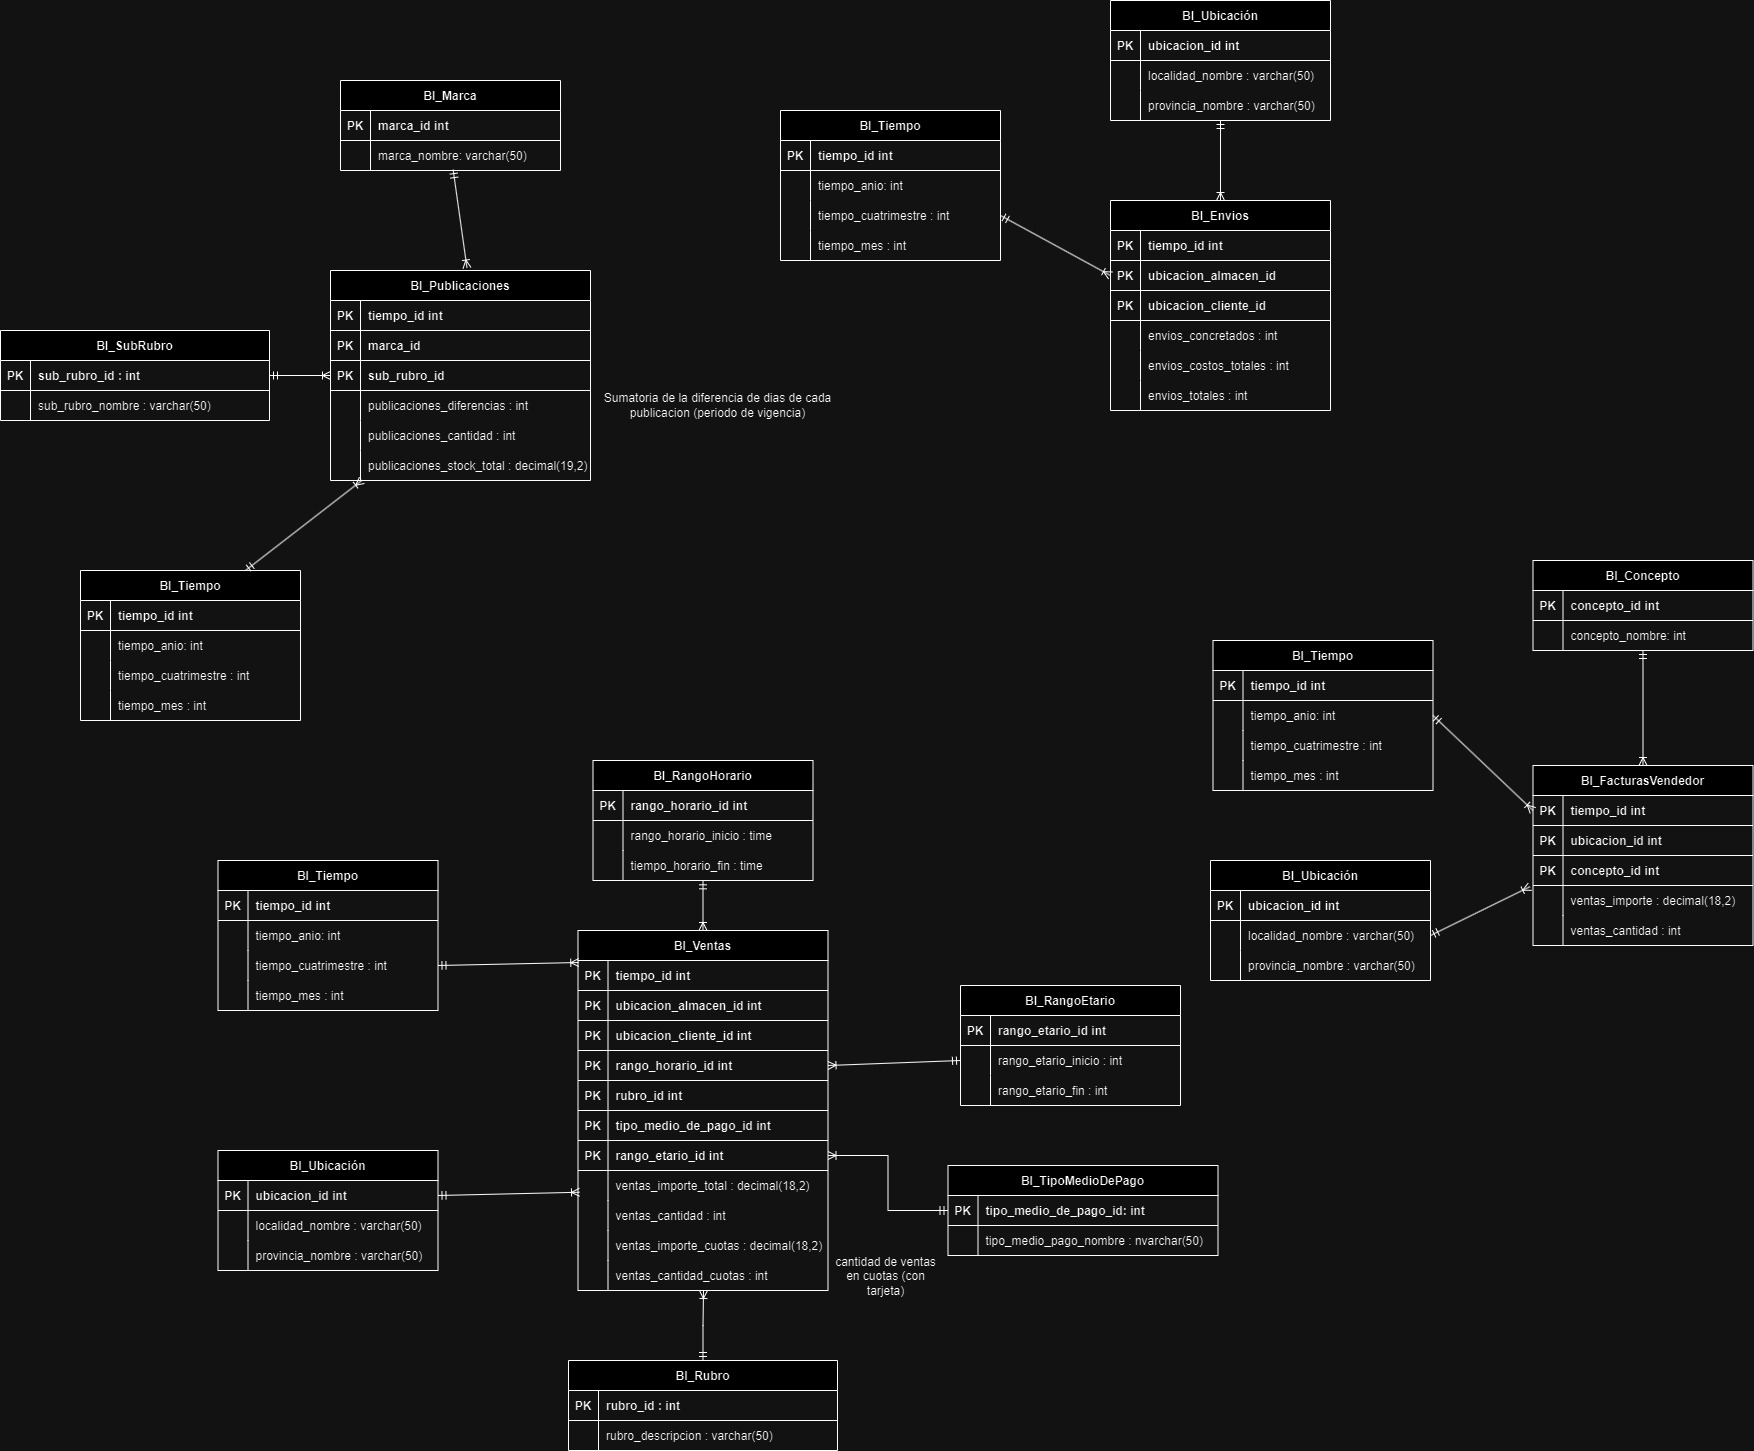 BI_Ubicación
PK ubicacion_id int
localidad_nombre : varchar(50)
provincia_nombre : varchar(50)
BI_Marca
PK marca_id int
marca_nombre: varchar(50)
BI_Tiempo
PK tiempo_id int
tiempo_anio: int
tiempo_cuatrimestre : int
tiempo_mes : int
BI_Envios
PK tiempo_id int
PK ubicacion_almacen_id
PK ubicacion_cliente_id
envios_concretados : int
envios_costos_totales : int
envios_totales : int
BI_Publicaciones
PK tiempo_id int
PK marca_id
PK sub_rubro_id
publicaciones_diferencias : int
publicaciones_cantidad : int
publicaciones_stock_total : decimal(19,2)
BI_SubRubro
PK sub_rubro_id : int
sub_rubro_nombre : varchar(50)
Sumatoria de la diferencia de dias de cada
publicacion (periodo de vigencia)
BI_Tiempo
PK tiempo_id int
tiempo_anio: int
tiempo_cuatrimestre : int
tiempo_mes : int
BI_Concepto
PK concepto_id int
concepto_nombre: int
BI_Tiempo
PK tiempo_id int
tiempo_anio: int
tiempo_cuatrimestre : int
tiempo_mes : int
BI_FacturasVendedor
PK tiempo_id int
PK ubicacion_id int
PK concepto_id int
ventas_importe : decimal(18,2)
ventas_cantidad : int
BI_Ubicación
PK ubicacion_id int
localidad_nombre : varchar(50)
provincia_nombre : varchar(50)
BI_RangoHorario
PK rango_horario_id int
rango_horario_inicio : time
tiempo_horario_fin : time
BI_Tiempo
PK tiempo_id int
tiempo_anio: int
tiempo_cuatrimestre : int
tiempo_mes : int
BI_Ventas
PK tiempo_id int
PK ubicacion_almacen_id int
PK ubicacion_cliente_id int
PK rango_horario_id int
PK rubro_id int
PK tipo_medio_de_pago_id int
PK rango_etario_id int
ventas_importe_total : decimal(18,2)
ventas_cantidad : int
ventas_importe_cuotas : decimal(18,2)
ventas_cantidad_cuotas : int
BI_RangoEtario
PK rango_etario_id int
rango_etario_inicio : int
rango_etario_fin : int
BI_Ubicación
PK ubicacion_id int
localidad_nombre : varchar(50)
provincia_nombre : varchar(50)
BI_TipoMedioDePago
PK tipo_medio_de_pago_id: int
tipo_medio_pago_nombre : nvarchar(50)
cantidad de ventas
en cuotas (con
tarjeta)
BI_Rubro
PK rubro_id : int
rubro_descripcion : varchar(50)